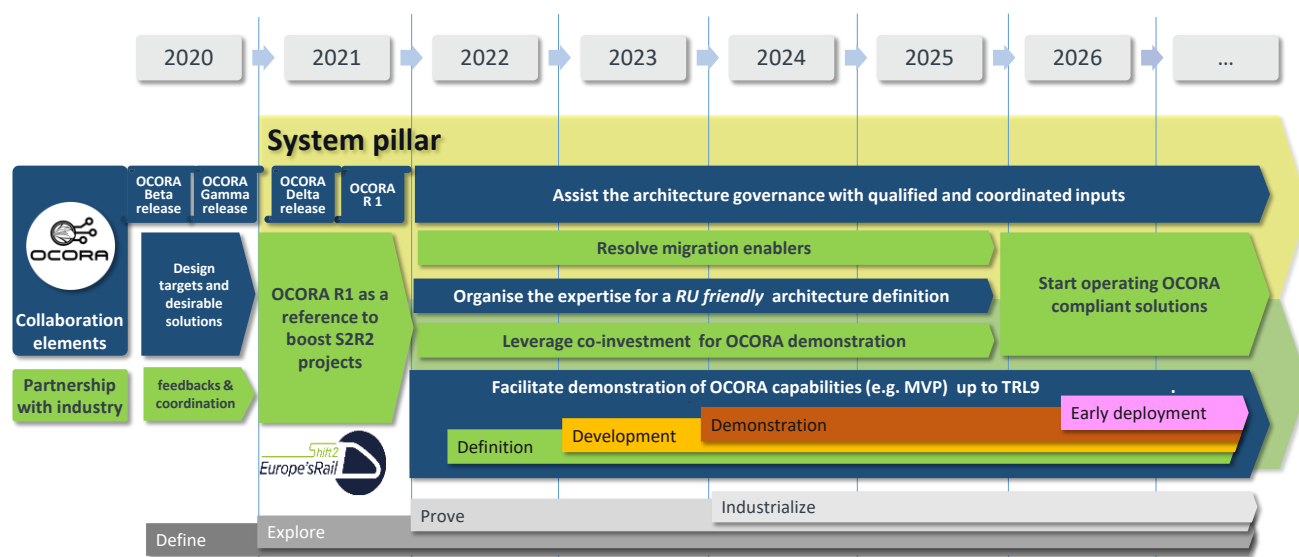 2020
2021
2022
2023
2024
2025
2026
...
System pillar
OCORA
Beta
release
OCORA
Gamma
release
OCORA
Delta
release
OCORA
R 1
Assist the architecture governance with qualified and coordinated inputs
OCORA
Collaboration
elements
Design
targets and
desirable
solutions
OCORA R1 as a
reference to
boost S2R2
projects
Resolve migration enablers
Organise the expertise for a RU friendly architecture definition
Leverage co-investment for OCORA demonstration
Start operating OCORA
compliant solutions
Partnership
with industry
feedbacks &
coordination
Facilitate demonstration of OCORA capabilities (e.g. MVP) up to TRL9 .
Early deployment
Demonstration
Development
Definition
Shift2
Europe'sRail
Industrialize
Prove
Explore
Define